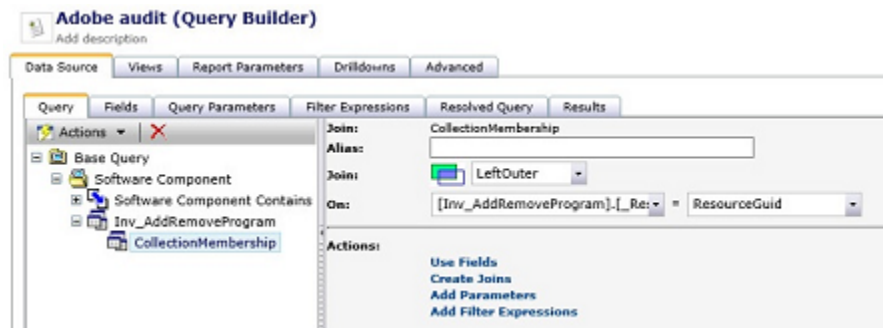 Adobe audit (Query Builder)
Add description
Data Source Views Report Parameters Drilldowns Advanced
Query Fields Query Parameters Filter Expressions Resolved Query Results
Actions
Base Query
Software Component
Software Component Contains
Inv_AddRemoveProgram
CollectionMembership
Join: CollectionMembership
Alias:
Join: LeftOuter
On: [Inv_AddRemoveProgram].[_Re: = ResourceGuid
Actions:
Use Fields
Create Joins
Add Parameters
Add Filter Expressions